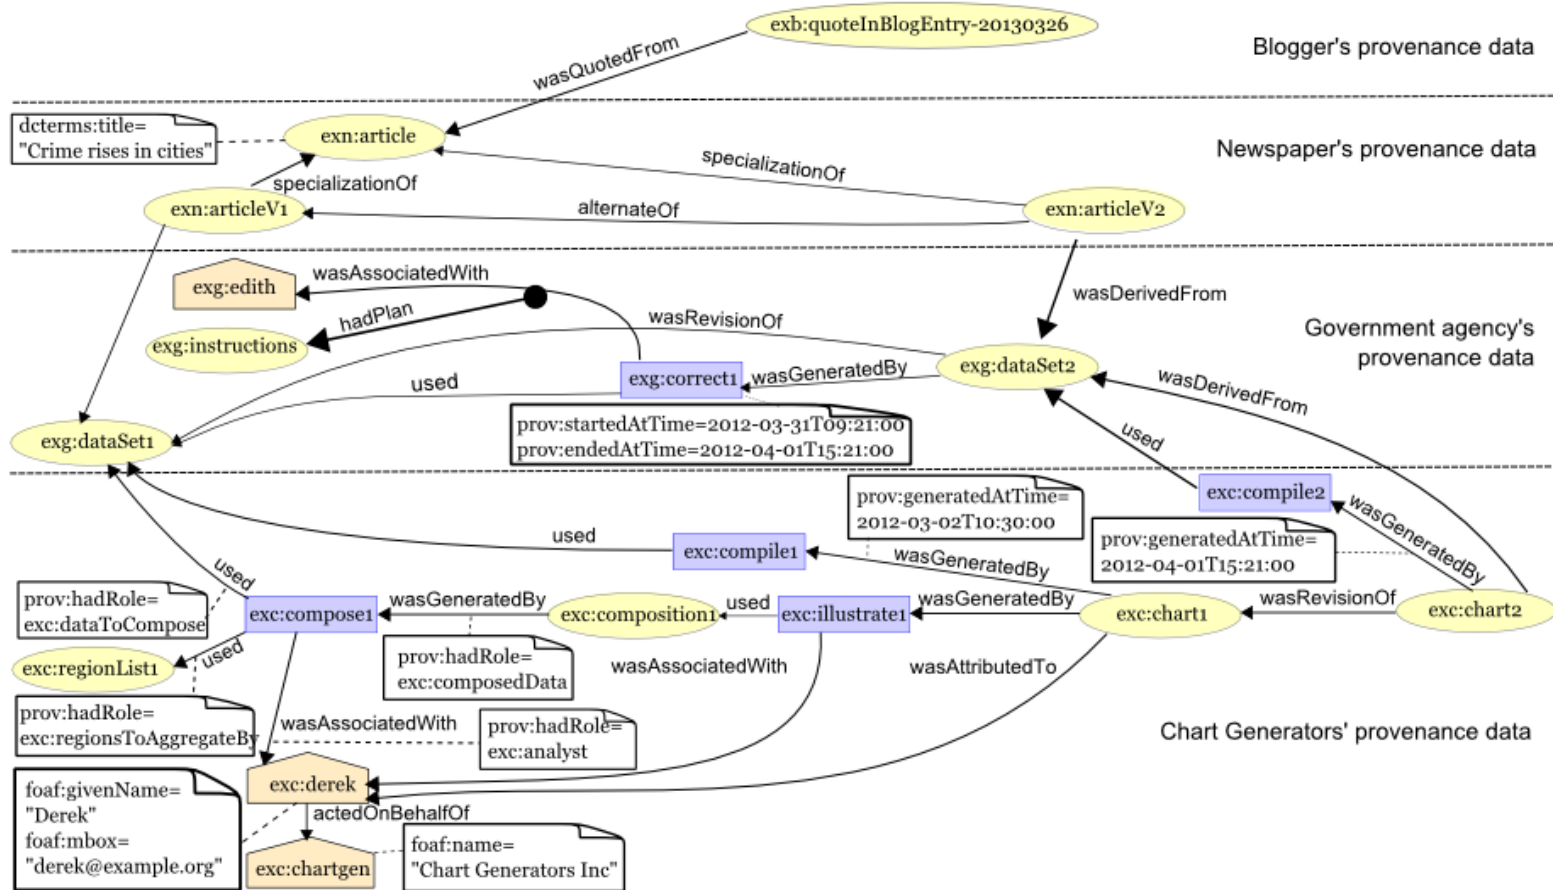 exb:quoteInBlogEntry-20130326
Blogger's provenance data
wasQuotedFrom
dcterms:title=
"Crime rises in cities"
exn:article
Newspaper's provenance data
specializationOf
specializationOf
exn:articleV1
alternateOf
exn:articleV2
exg:edith
wasAssociatedWith
wasDerivedFrom
hadPlan
exg:instructions
wasRevisionOf
Government agency's
provenance data
used
exg:correct1
wasGeneratedBy
exg:dataSet2
wasDerivedFrom
prov:startedAtTime=2012-03-31T09:21:00
prov:endedAtTime=2012-04-01T15:21:00
exg:dataSet1
used
exc:compile2
prov:generatedAtTime=
2012-03-02T10:30:00
wasGeneratedBy
prov:generatedAtTime=
2012-04-01T15:21:00
used
exc:compile1
wasGeneratedBy
used
prov:hadRole=
exc:dataToCompose
exc:compose1
wasGeneratedBy
exc:composition1
used
exc:illustrate1
wasGeneratedBy
exc:chart1
wasRevisionOf
exc:chart2
used
exc:regionList1
prov:hadRole=
exc:composedData
wasAssociatedWith
wasAttributedTo
prov:hadRole=
exc:regionsToAggregateBy
wasAssociatedWith
prov:hadRole=
exc:analyst
Chart Generators' provenance data
foaf:givenName=
"Derek"
foaf:mbox=
"derek@example.org"
exc:derek
actedOnBehalfOf
exc:chartgen
foaf:name=
"Chart Generators Inc"